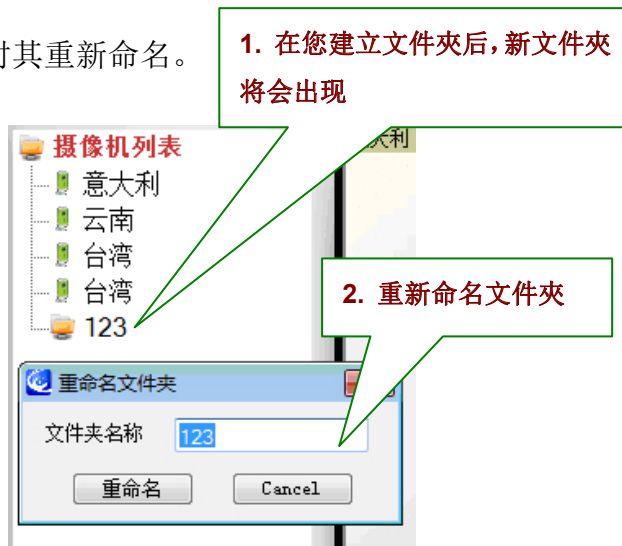 对其重新命名。
1. 在您建立文件夾后，新文件夾
将会出现
摄像机列表
大利
意大利
云南
台湾
台湾
123
2. 重新命名文件夾
重命名文件夹
文件夹名称 123
重命名 Cancel